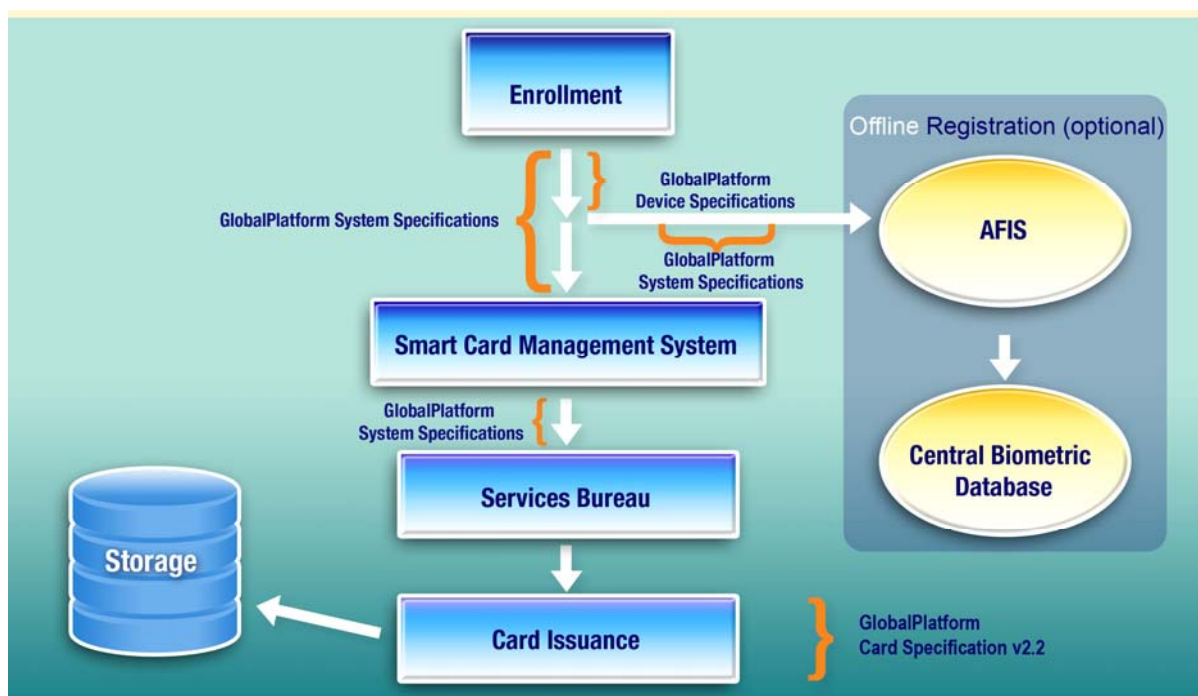 Enrollment
Offline Registration (optional)
GlobalPlatform
Device Specifications
GlobalPlatform System Specifications
AFIS
GlobalPlatform
System Specifications
Smart Card Management System
GlobalPlatform
System Specifications
Central Biometric
Database
Services Bureau
Storage
Card Issuance
GlobalPlatform
Card Specification v2.2